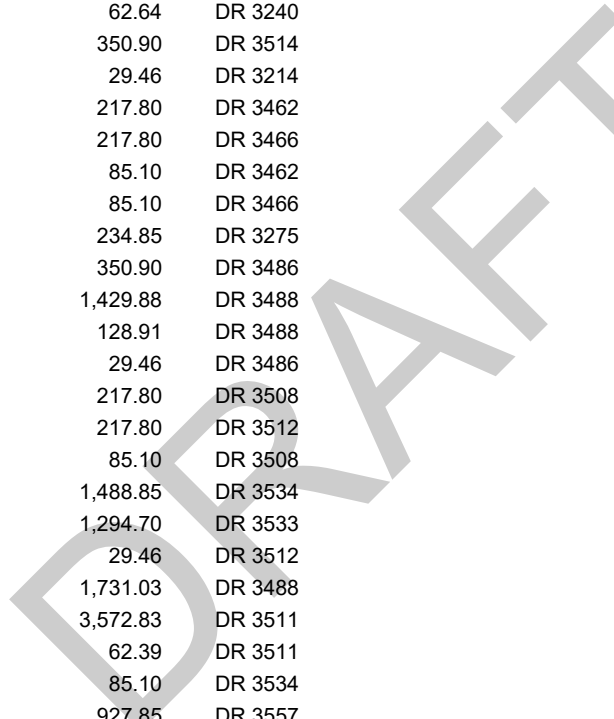 62.64 DR 3240
350.90 DR 3514
29.46 DR 3214
217.80 DR 3462
217.80 DR 3466
85.10 DR 3462
85.10 DR 3466
234.85 DR 3275
350.90 DR 3486
1,429.88 DR 3488
128.91 DR 3488
29.46 DR 3486
217.80 DR 3508
217.80 DR 3512
85.10 DR 3508
1,488.85 DR 3534
1,294.70 DR 3533
29.46 DR 3512
1,731.03 DR 3488
3,572.83 DR 3511
62.39 DR 3511
85.10 DR 3534
927.85 DR 3557
DRAFT